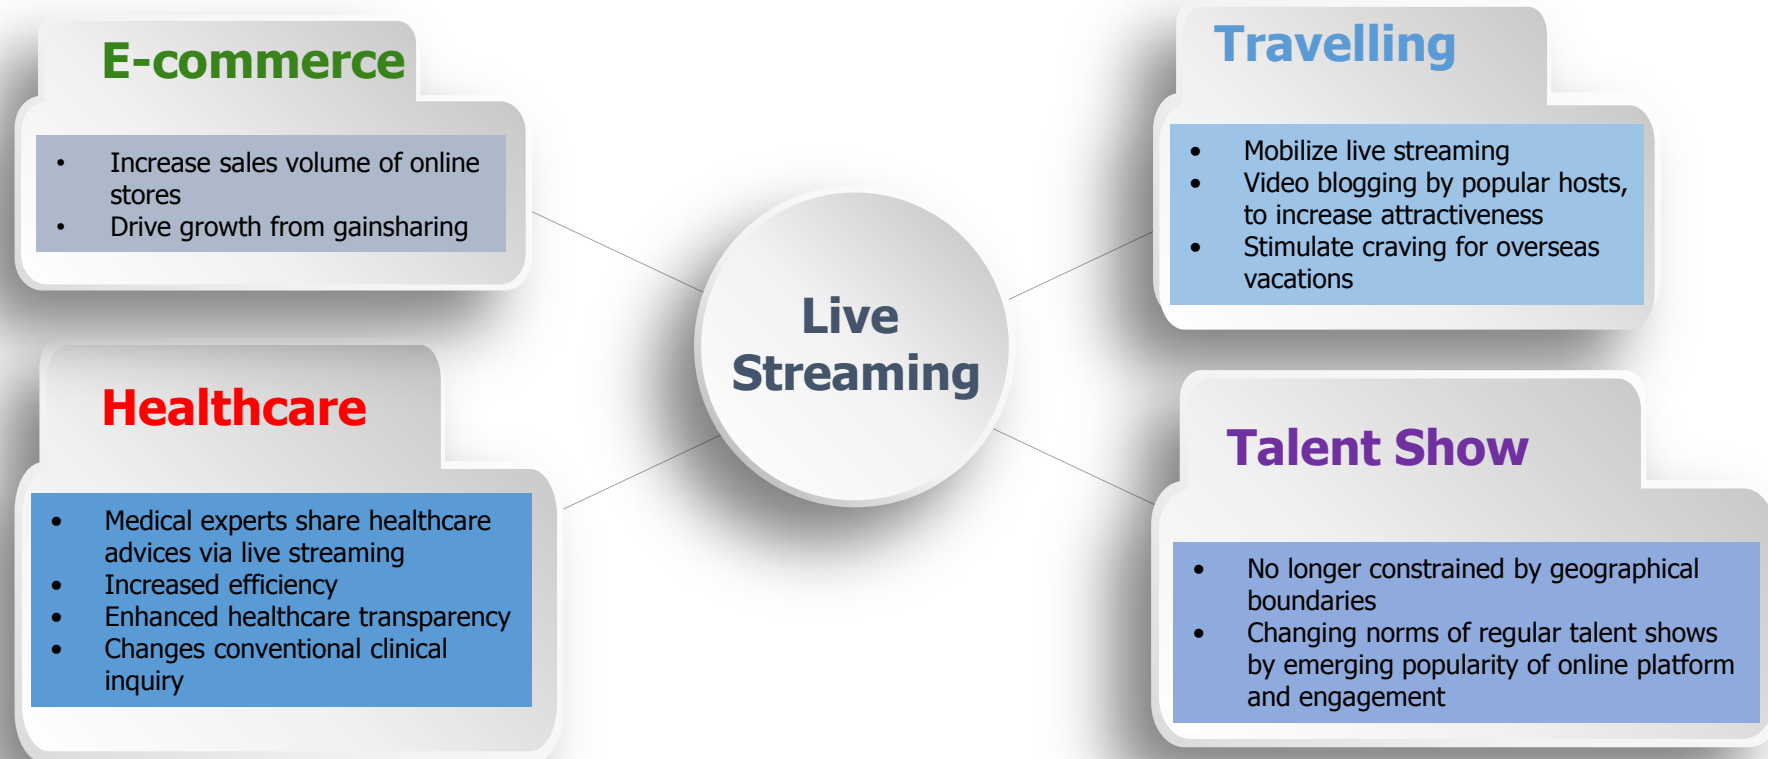 E-commerce
• Increase sales volume of online
stores
• Drive growth from gainsharing
Healthcare
• Medical experts share healthcare
advices via live streaming
• Increased efficiency
• Enhanced healthcare transparency
• Changes conventional clinical
inquiry
Live
Streaming
Travelling
• Mobilize live streaming
• Video blogging by popular hosts,
to increase attractiveness
• Stimulate craving for overseas
vacations
Talent Show
• No longer constrained by geographical
boundaries
• Changing norms of regular talent shows
by emerging popularity of online platform
and engagement